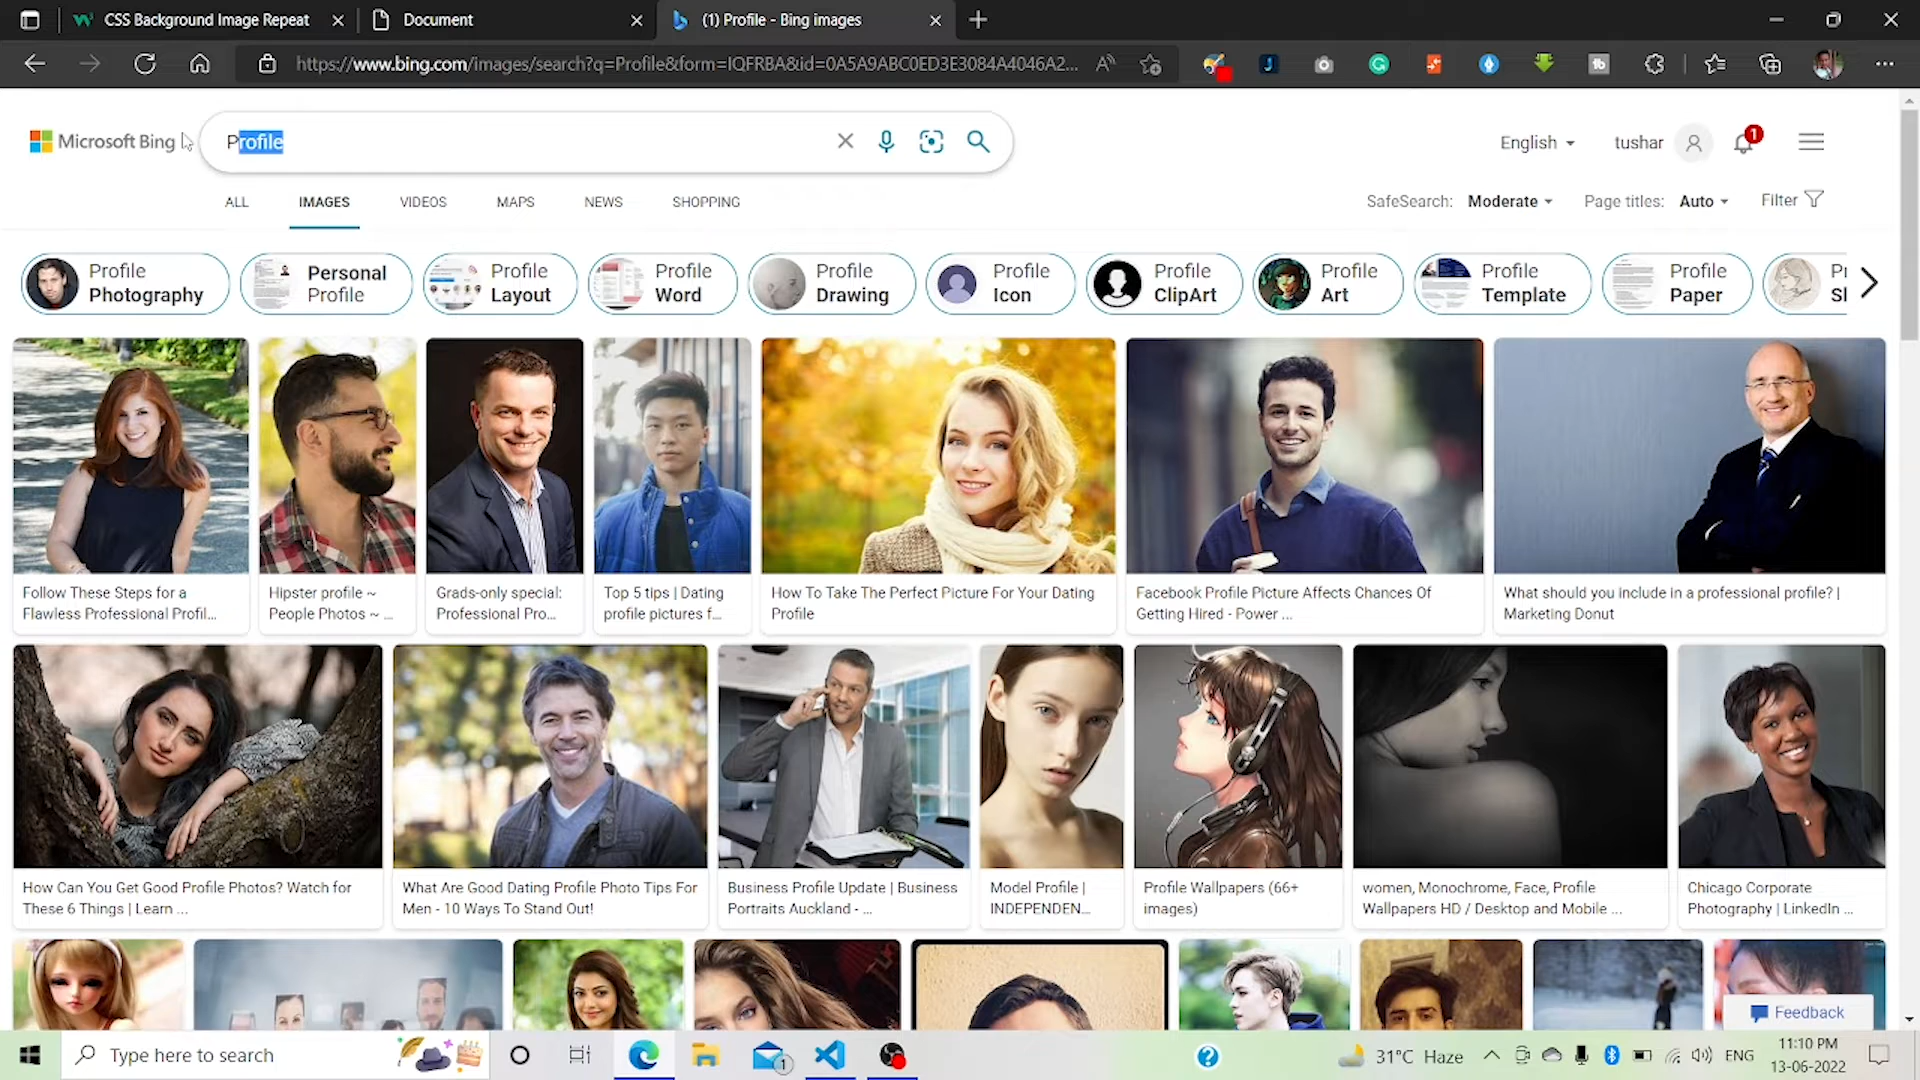 CSS Background Image Repeat
Document
(1) Profile - Bing images
https://www.bing.com/images/search?q=Profile&form=IQFRBA&id=0A5A9ABC0ED3E3084A4046A2...
Microsoft Bing
Profile
English
tushar
1
ALL
IMAGES
VIDEOS
MAPS
NEWS
SHOPPING
SafeSearch: Moderate
Page titles: Auto
Filter
Profile
Photography
Personal
Profile
Profile
Layout
Profile
Word
Profile
Drawing
Profile
Icon
Profile
ClipArt
Profile
Art
Profile
Template
Profile
Paper
Follow These Steps for a
Flawless Professional Profil...
Hipster profile ~
People Photos ~ ...
Grads-only special:
Professional Pro...
Top 5 tips | Dating
profile pictures f...
How To Take The Perfect Picture For Your Dating
Profile
Facebook Profile Picture Affects Chances Of
Getting Hired - Power ...
What should you include in a professional profile? |
Marketing Donut
How Can You Get Good Profile Photos? Watch for
These 6 Things | Learn ...
What Are Good Dating Profile Photo Tips For
Men - 10 Ways To Stand Out!
Business Profile Update | Business
Portraits Auckland - ...
Model Profile |
INDEPENDEN...
Profile Wallpapers (66+
images)
women, Monochrome, Face, Profile
Wallpapers HD / Desktop and Mobile ...
Chicago Corporate
Photography | LinkedIn ...
Feedback
Type here to search
1
31°C Haze
ENG
11:10 PM
13-06-2022